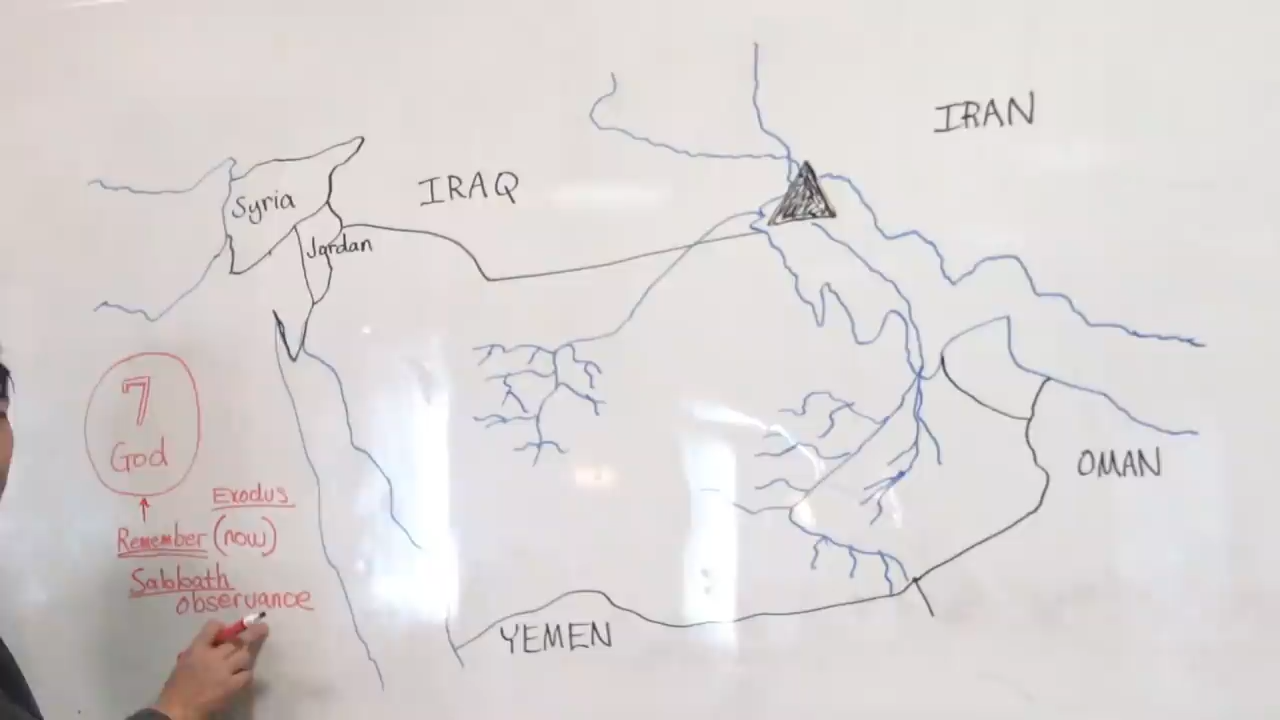 IRAN
IRAQ
Syria
Jordan
7
God
Exodus
Remember (now)
Sabbath
observance
OMAN
YEMEN